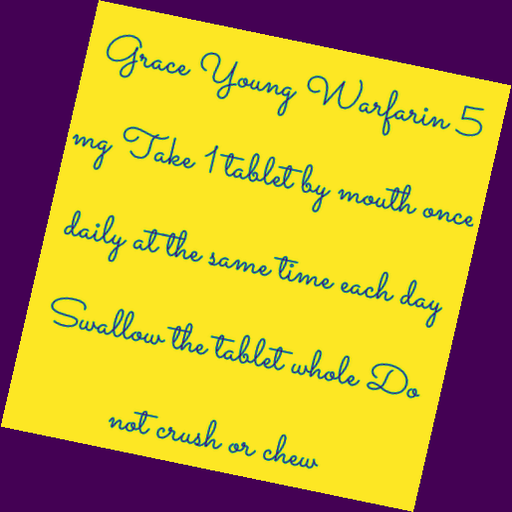 Grace Young Warfarin 5
mg Take 1 tablet by mouth once
daily at the same time each day
Swallow the tablet whole Do
not crush or chew